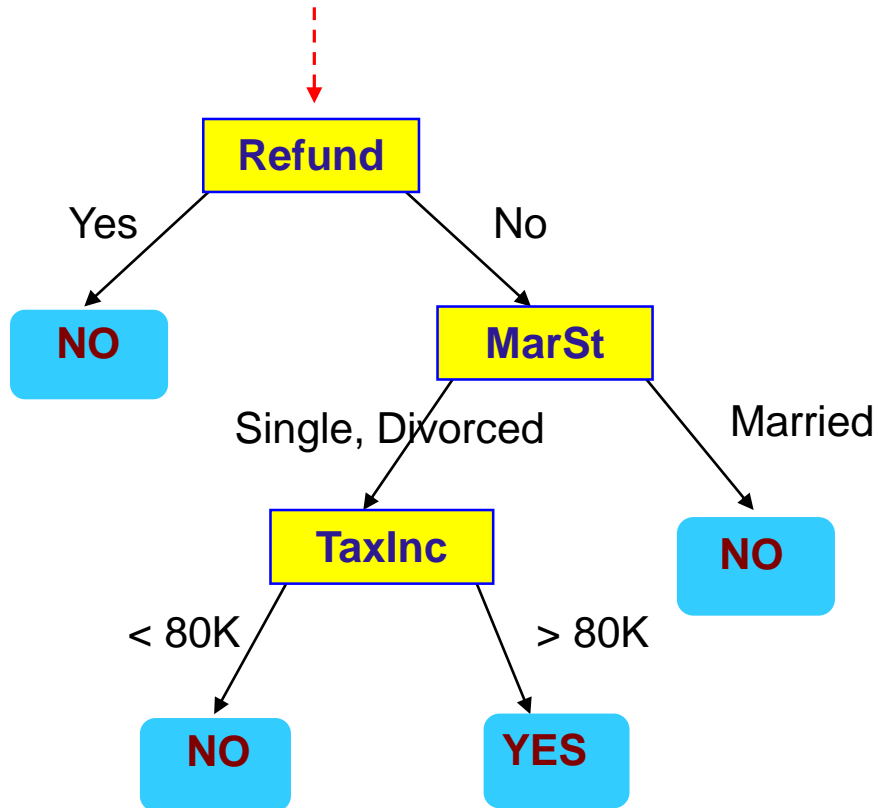 Refund
Yes
No
NO
MarSt
Single, Divorced
Married
TaxInc
NO
< 80K
> 80K
NO
YES